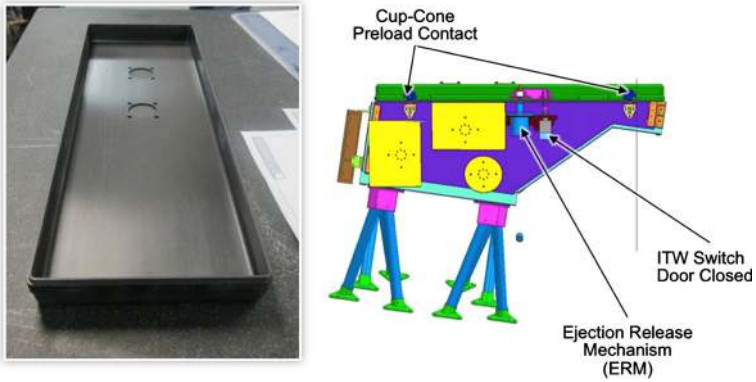 Cup-Cone
Preload Contact
ITW Switch
Door Closed
Ejection Release
Mechanism
(ERM)